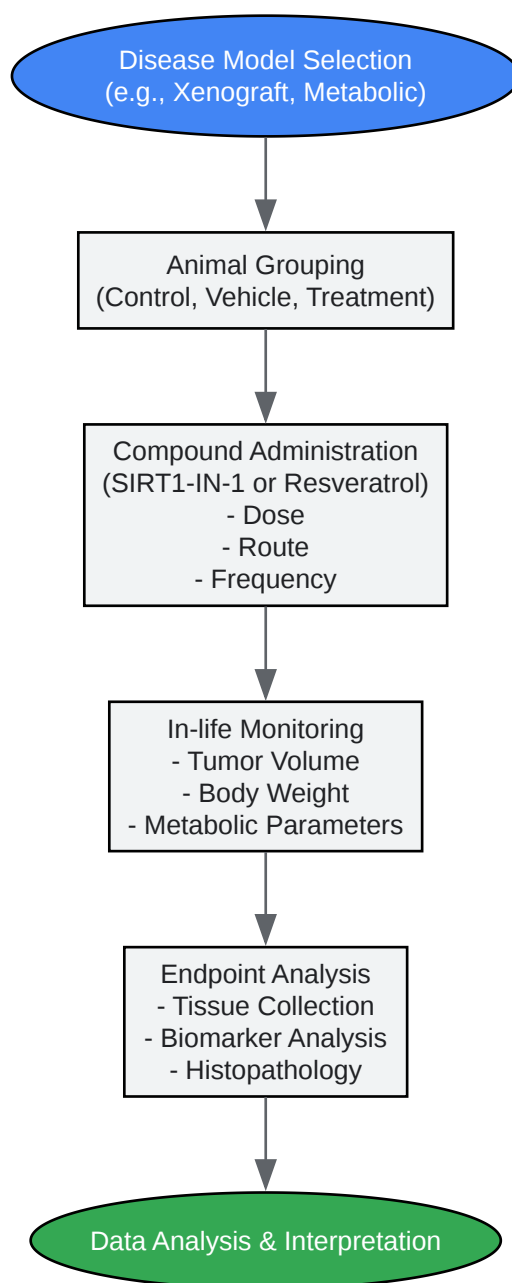 Disease Model Selection
(e.g., Xenograft, Metabolic)
Animal Grouping
(Control, Vehicle, Treatment)
Compound Administration
(SIRT1-IN-1 or Resveratrol)
- Dose
- Route
- Frequency
In-life Monitoring
- Tumor Volume
- Body Weight
- Metabolic Parameters
Endpoint Analysis
- Tissue Collection
- Biomarker Analysis
- Histopathology
Data Analysis & Interpretation